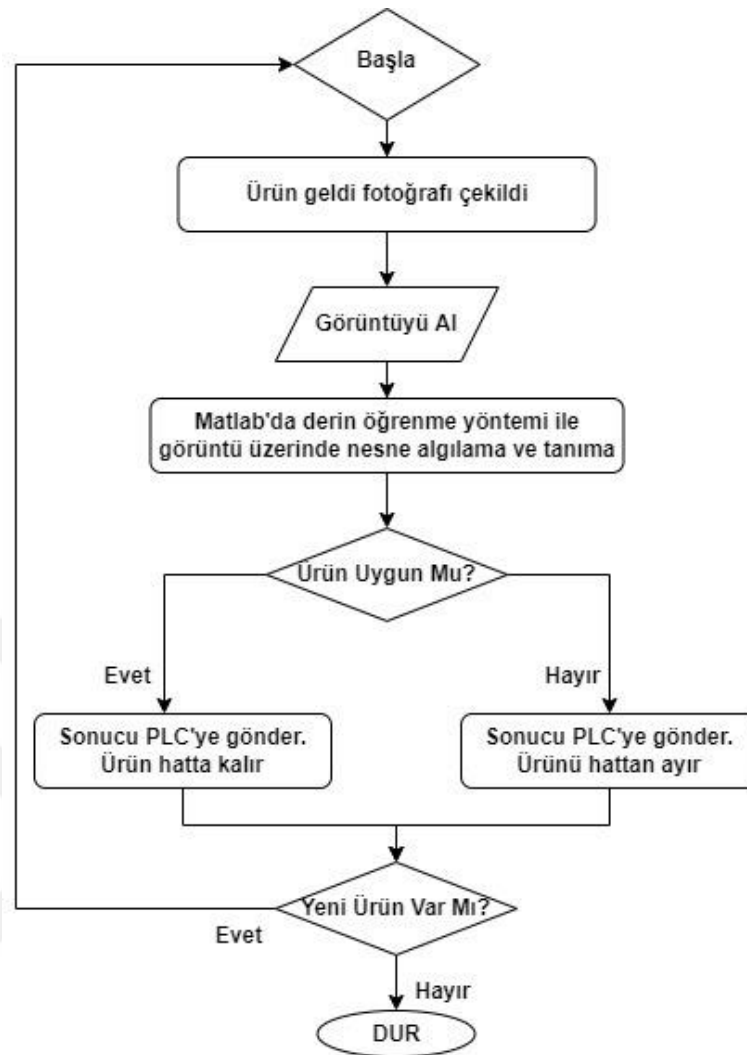 Başla
Ürün geldi fotoğrafı çekildi
Görüntüyü Al
Matlab'da derin öğrenme yöntemi ile
görüntü üzerinde nesne algılama ve tanıma
Ürün Uygun Mu?
Evet
Hayır
Sonucu PLC'ye gönder.
Ürün hatta kalır
Sonucu PLC'ye gönder.
Ürünü hattan ayır
Yeni Ürün Var Mı?
Evet
Hayır
DUR